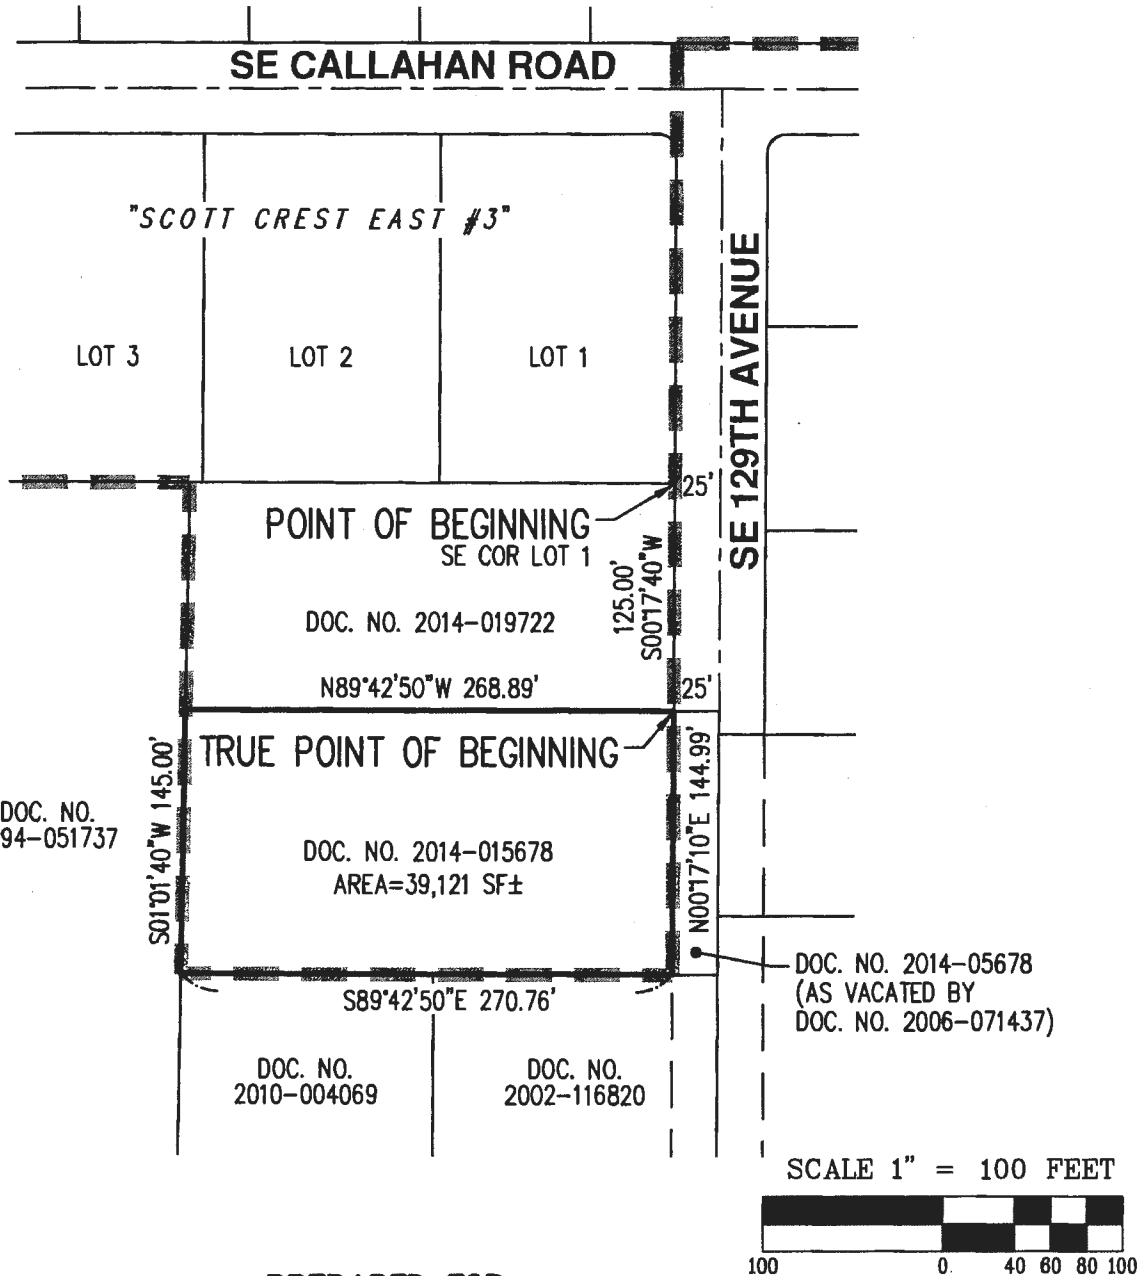 SE CALLAHAN ROAD
"SCOTT CREST EAST #3"
LOT 3
LOT 2
LOT 1
SE 129TH AVENUE
25'
POINT OF BEGINNING
SE COR LOT 1
125.00'
S00°17'40"W
DOC. NO. 2014-019722
N89°42'50"W 268.89'
25'
TRUE POINT OF BEGINNING
S01°01'40"W 145.00'
N00°17'10"E 144.99'
DOC. NO.
94-051737
DOC. NO. 2014-015678
AREA=39,121 SF±
DOC. NO. 2014-05678
(AS VACATED BY
DOC. NO. 2006-071437)
S89°42'50"E 270.76'
DOC. NO.
2010-004069
DOC. NO.
2002-116820
SCALE 1" = 100 FEET
100 0 40 60 80 100
PREPARED FOR